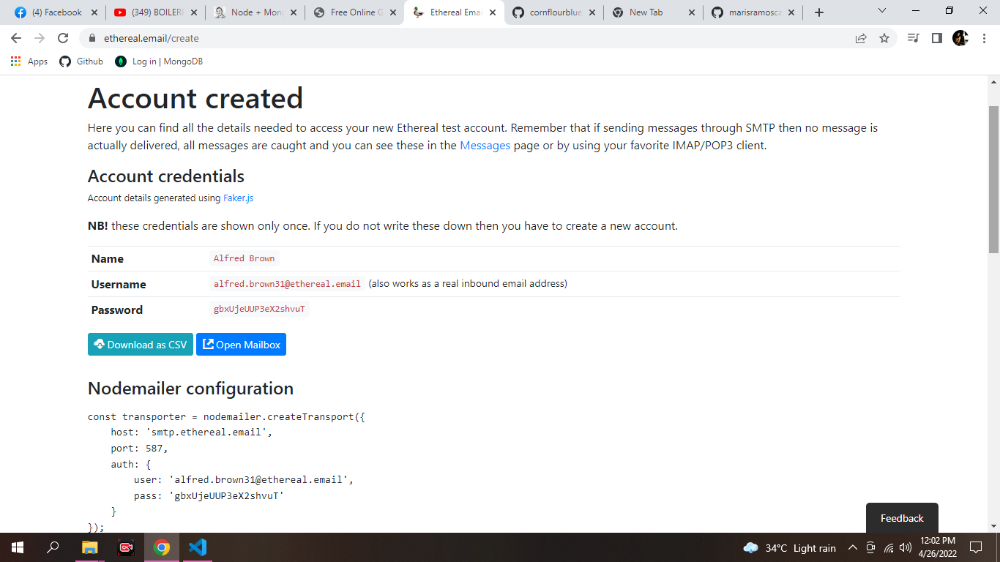 (4) Facebook
(349) BOILERP
Node + Mong
Free Online G
Ethereal Emai
cornflourblue
New Tab
marisramosca
ethereal.email/create
Apps
Github
Log in | MongoDB
Account created
Here you can find all the details needed to access your new Ethereal test account. Remember that if sending messages through SMTP then no message is
actually delivered, all messages are caught and you can see these in the Messages page or by using your favorite IMAP/POP3 client.
Account credentials
Account details generated using Faker.js
NB! these credentials are shown only once. If you do not write these down then you have to create a new account.
Name Alfred Brown
Username alfred.brown31@ethereal.email (also works as a real inbound email address)
Password gbxUjeUUP3eX2shvuT
Download as CSV Open Mailbox
Nodemailer configuration
const transporter = nodemailer.createTransport({
    host: 'smtp.ethereal.email',
    port: 587,
    auth: {
        user: 'alfred.brown31@ethereal.email',
        pass: 'gbxUjeUUP3eX2shvuT'
    }
});
Feedback
34°C Light rain
12:02 PM
4/26/2022